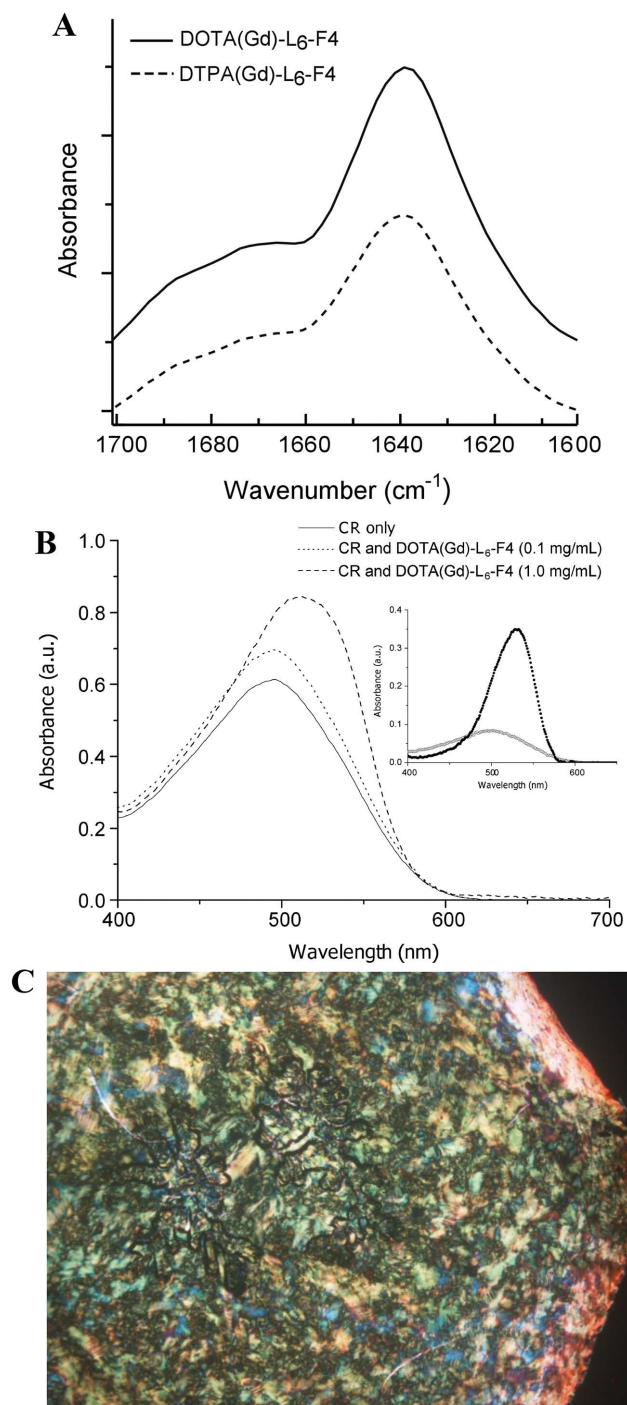 A
DOTA(Gd)-L6-F4
DTPA(Gd)-L6-F4
Absorbance
1700 1680 1660 1640 1620 1600
Wavenumber (cm-1)
B
CR only
CR and DOTA(Gd)-L6-F4 (0.1 mg/mL)
CR and DOTA(Gd)-L6-F4 (1.0 mg/mL)
1.0
0.8
0.6
0.4
0.2
0.0
Absorbance (a.u.)
400 500 600 700
Wavelength (nm)
0.4
0.3
0.2
0.1
0.0
Absorbance (a.u.)
400 500 600
Wavelength (nm)
C